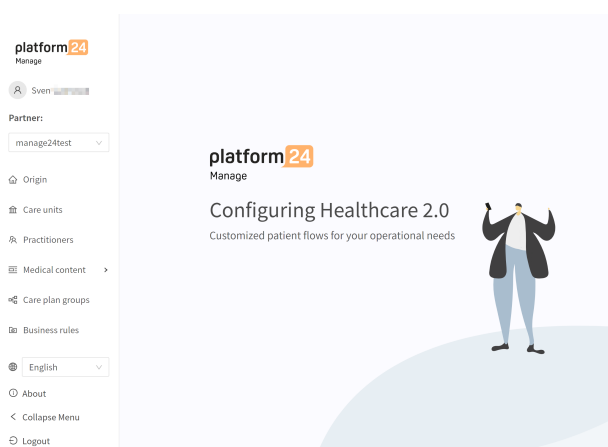 platform24
Manage
Sven
Partner:
manage24test
Origin
Care units
Practitioners
Medical content
Care plan groups
Business rules
English
About
Collapse Menu
Logout
platform24
Manage
Configuring Healthcare 2.0
Customized patient flows for your operational needs